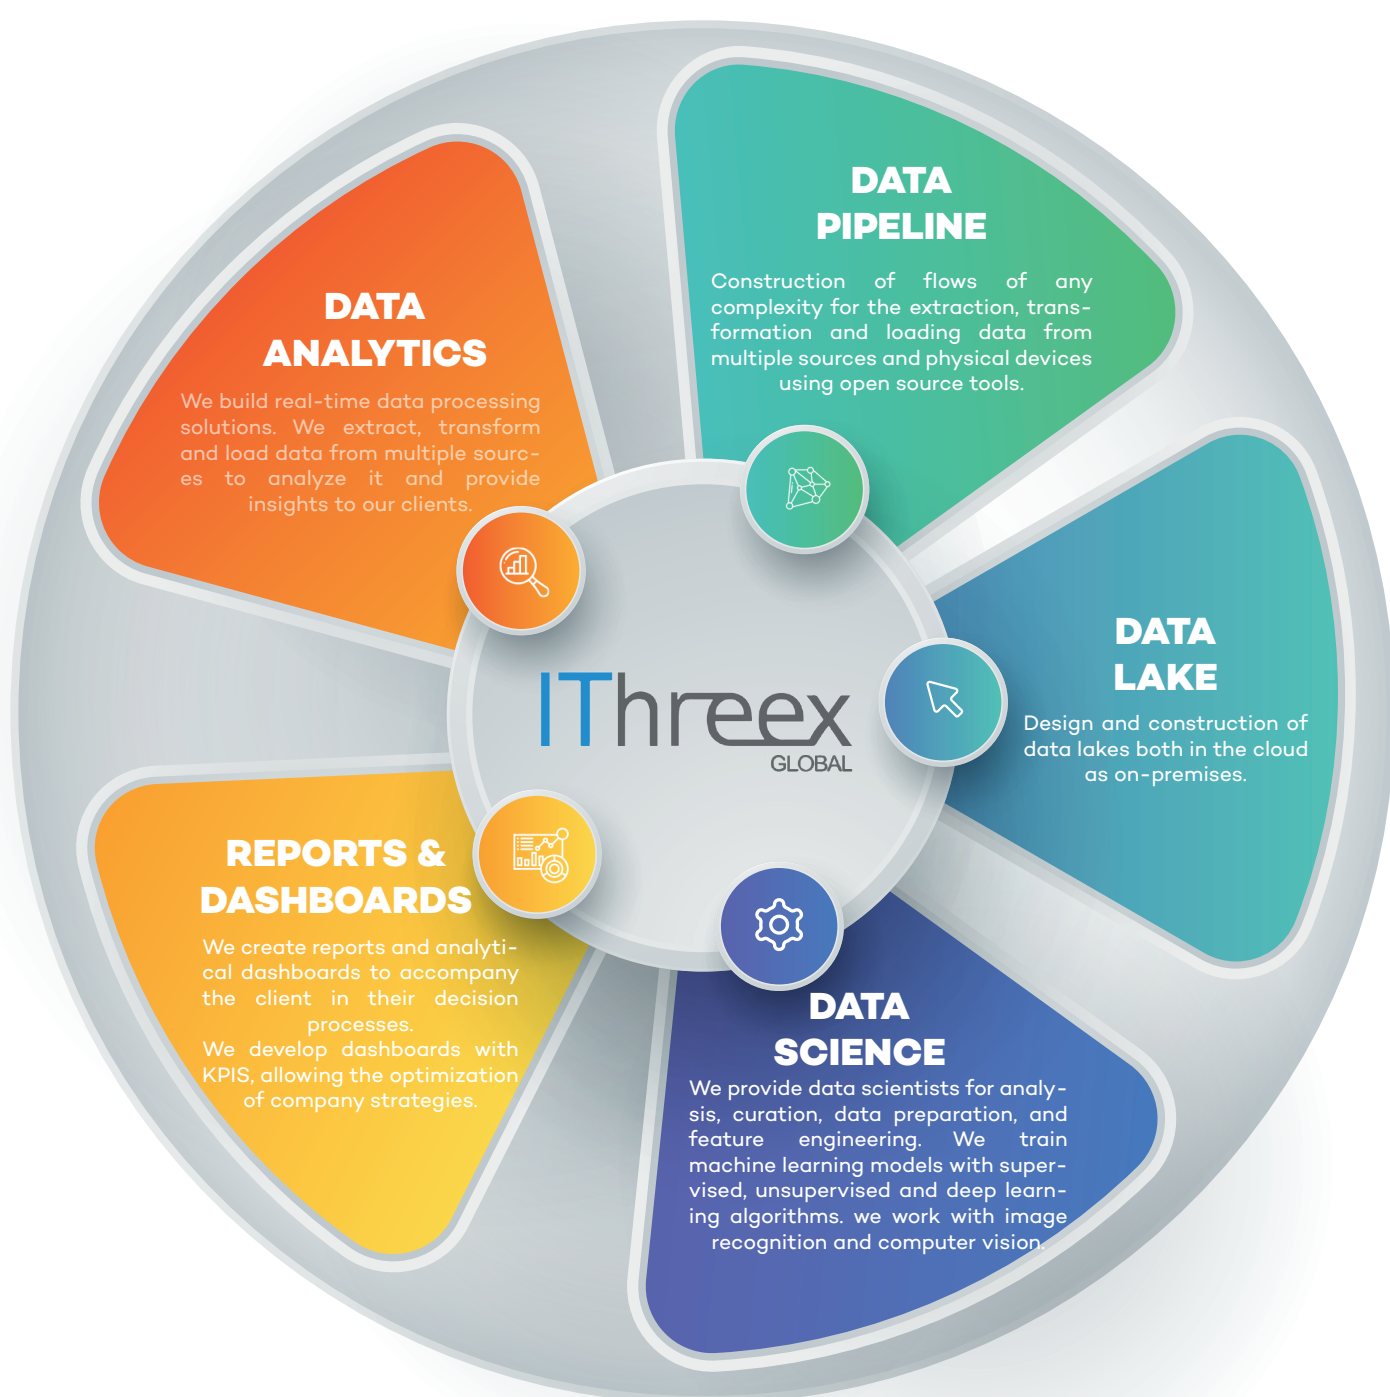 DATA
PIPELINE
Construction of flows of any
complexity for the extraction, trans-
formation and loading data from
multiple sources and physical devices
using open source tools.
DATA
ANALYTICS
We build real-time data processing
solutions. We extract, transform
and load data from multiple sourc-
es to analyze it and provide
insights to our clients.
DATA
LAKE
Design and construction of
data lakes both in the cloud
as on-premises.
IThreex
GLOBAL
REPORTS &
DASHBOARDS
We create reports and analyti-
cal dashboards to accompany
the client in their decision
processes.
We develop dashboards with
KPIS, allowing the optimization
of company strategies.
DATA
SCIENCE
We provide data scientists for analy-
sis, curation, data preparation, and
feature engineering. We train
machine learning models with super-
vised, unsupervised and deep learn-
ing algorithms. we work with image
recognition and computer vision.